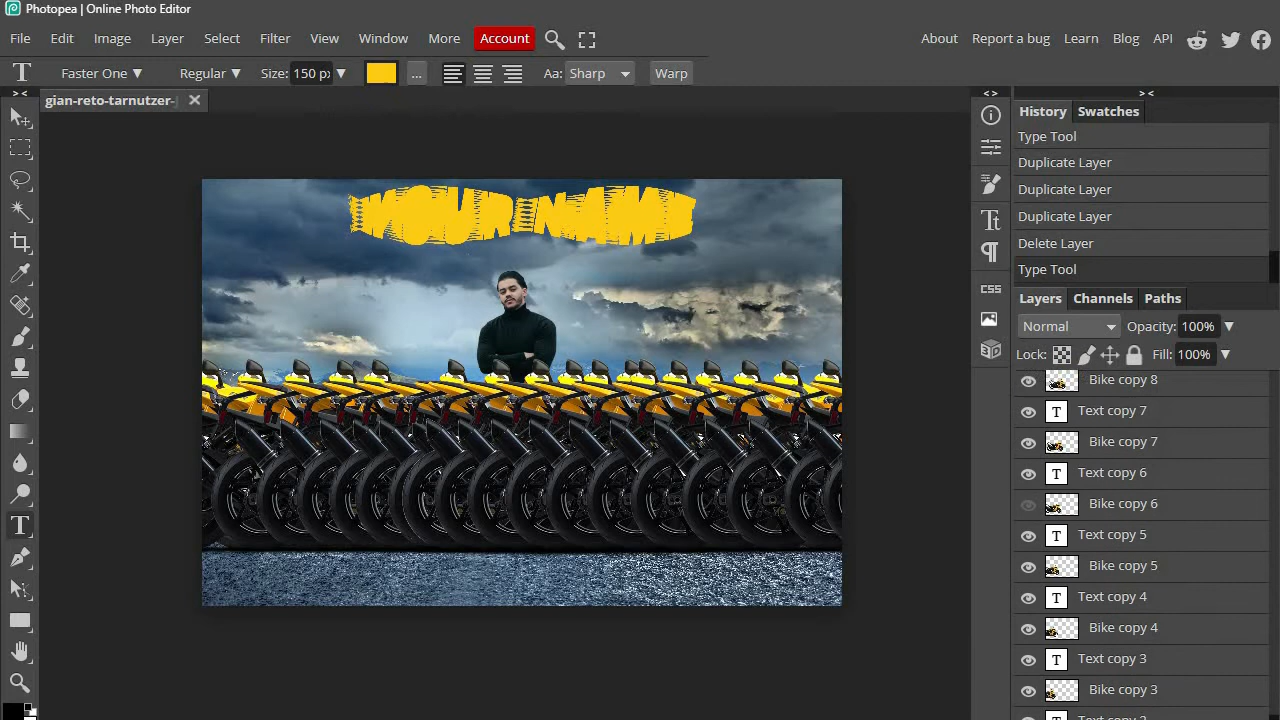 Photopea | Online Photo Editor
File Edit Image Layer Select Filter View Window More Account About Report a bug Learn Blog API
T Faster One ▼ Regular ▼ Size: 150 px ▼ ... Aa: Sharp Warp
gian-reto-tarnutzer-
> < < > > <
History Swatches
Type Tool
Duplicate Layer
Duplicate Layer
Duplicate Layer
Delete Layer
Type Tool
YOUR NAME
CSS
Layers Channels Paths
Normal Opacity: 100% ▼
Lock: Fill: 100% ▼
Bike copy 8
T Text copy 7
Bike copy 7
T Text copy 6
Bike copy 6
T Text copy 5
Bike copy 5
T Text copy 4
Bike copy 4
T Text copy 3
Bike copy 3